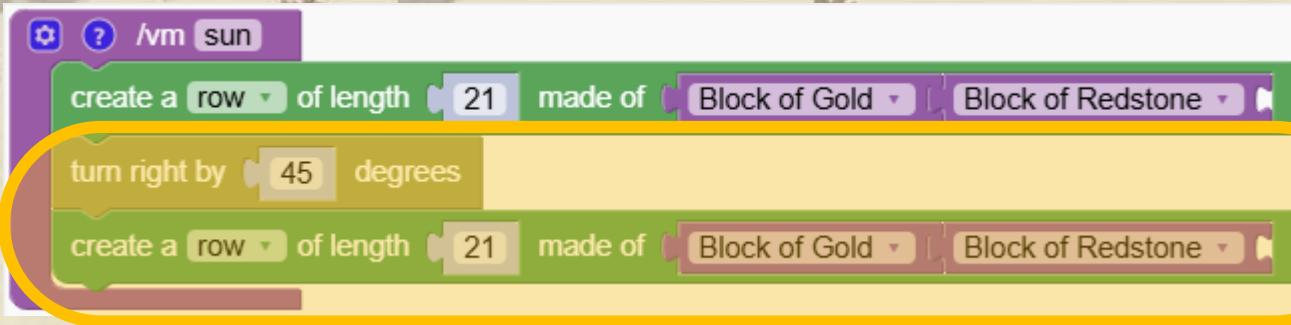 ? /vm sun
create a row of length 21 made of Block of Gold Block of Redstone
turn right by 45 degrees
create a row of length 21 made of Block of Gold Block of Redstone